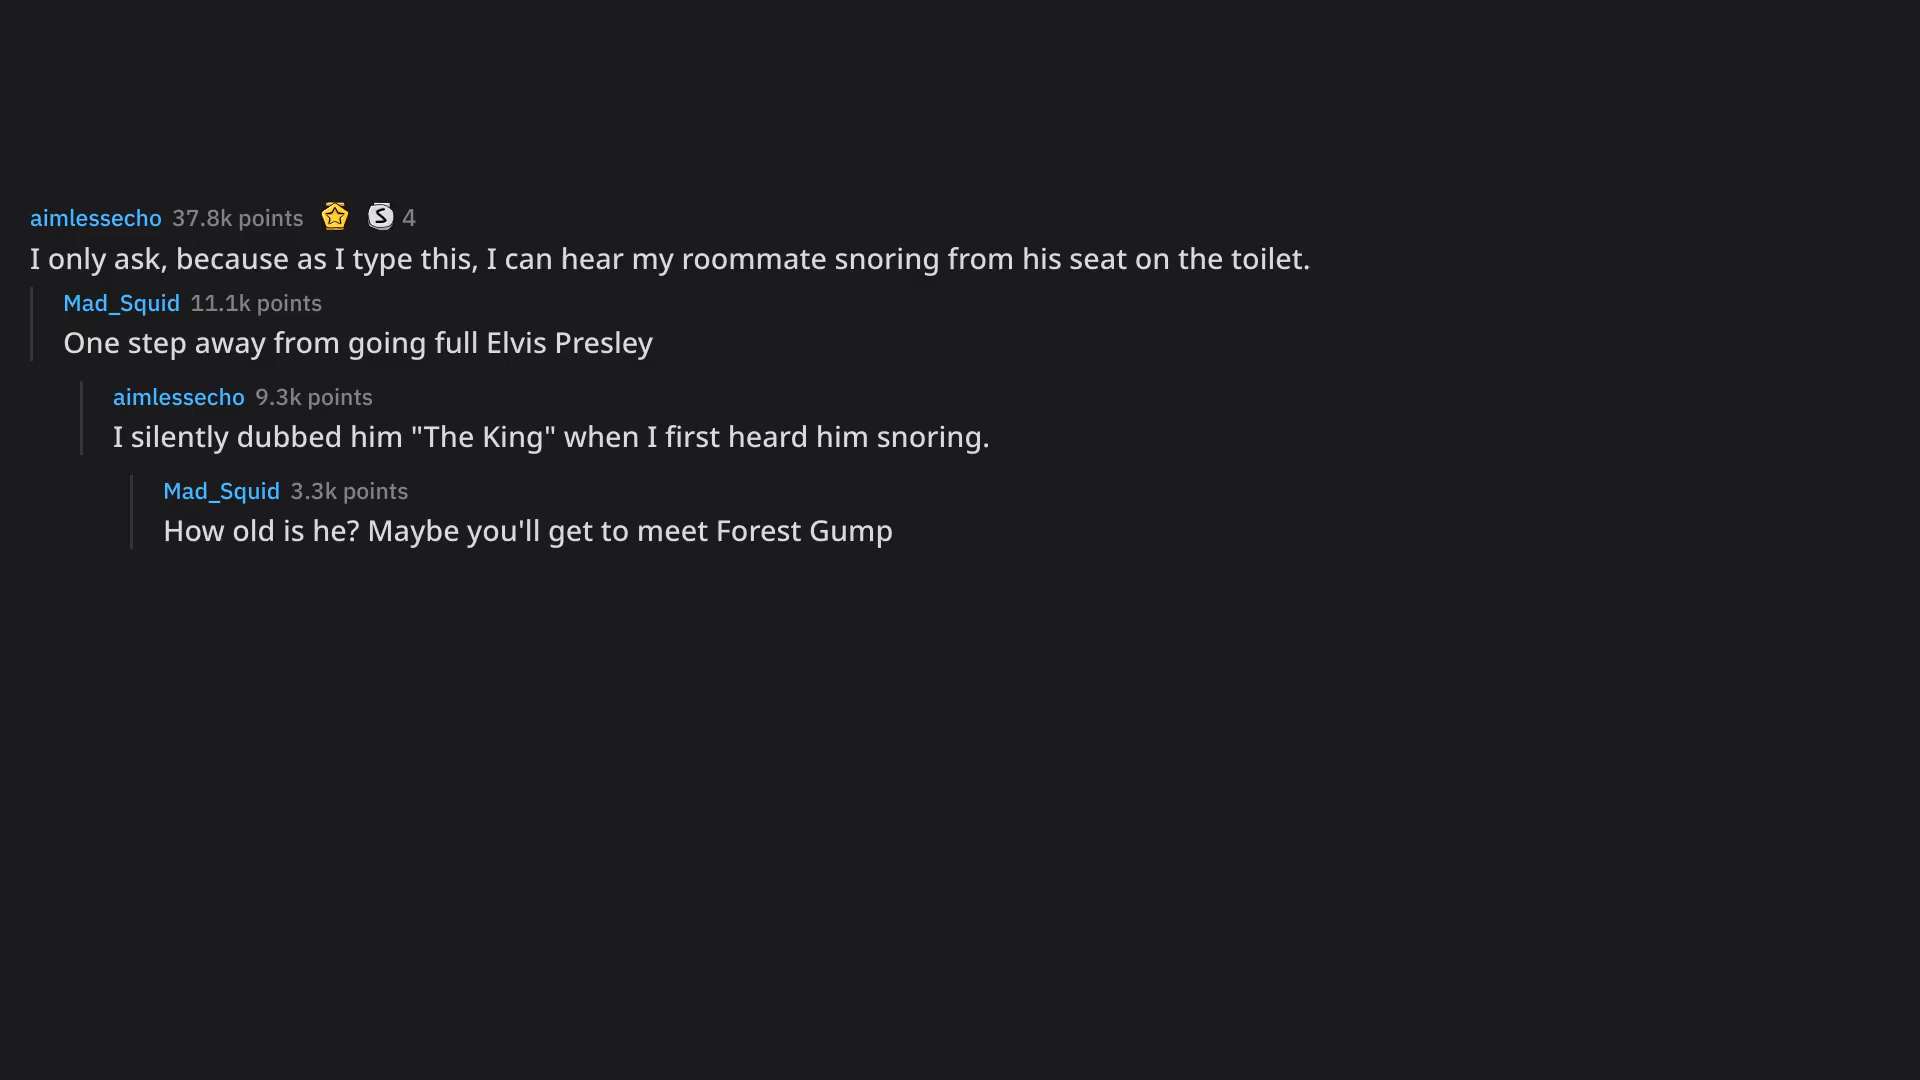 aimlessecho 37.8k points 4
I only ask, because as I type this, I can hear my roommate snoring from his seat on the toilet.
Mad_Squid 11.1k points
One step away from going full Elvis Presley
aimlessecho 9.3k points
I silently dubbed him "The King" when I first heard him snoring.
Mad_Squid 3.3k points
How old is he? Maybe you'll get to meet Forest Gump